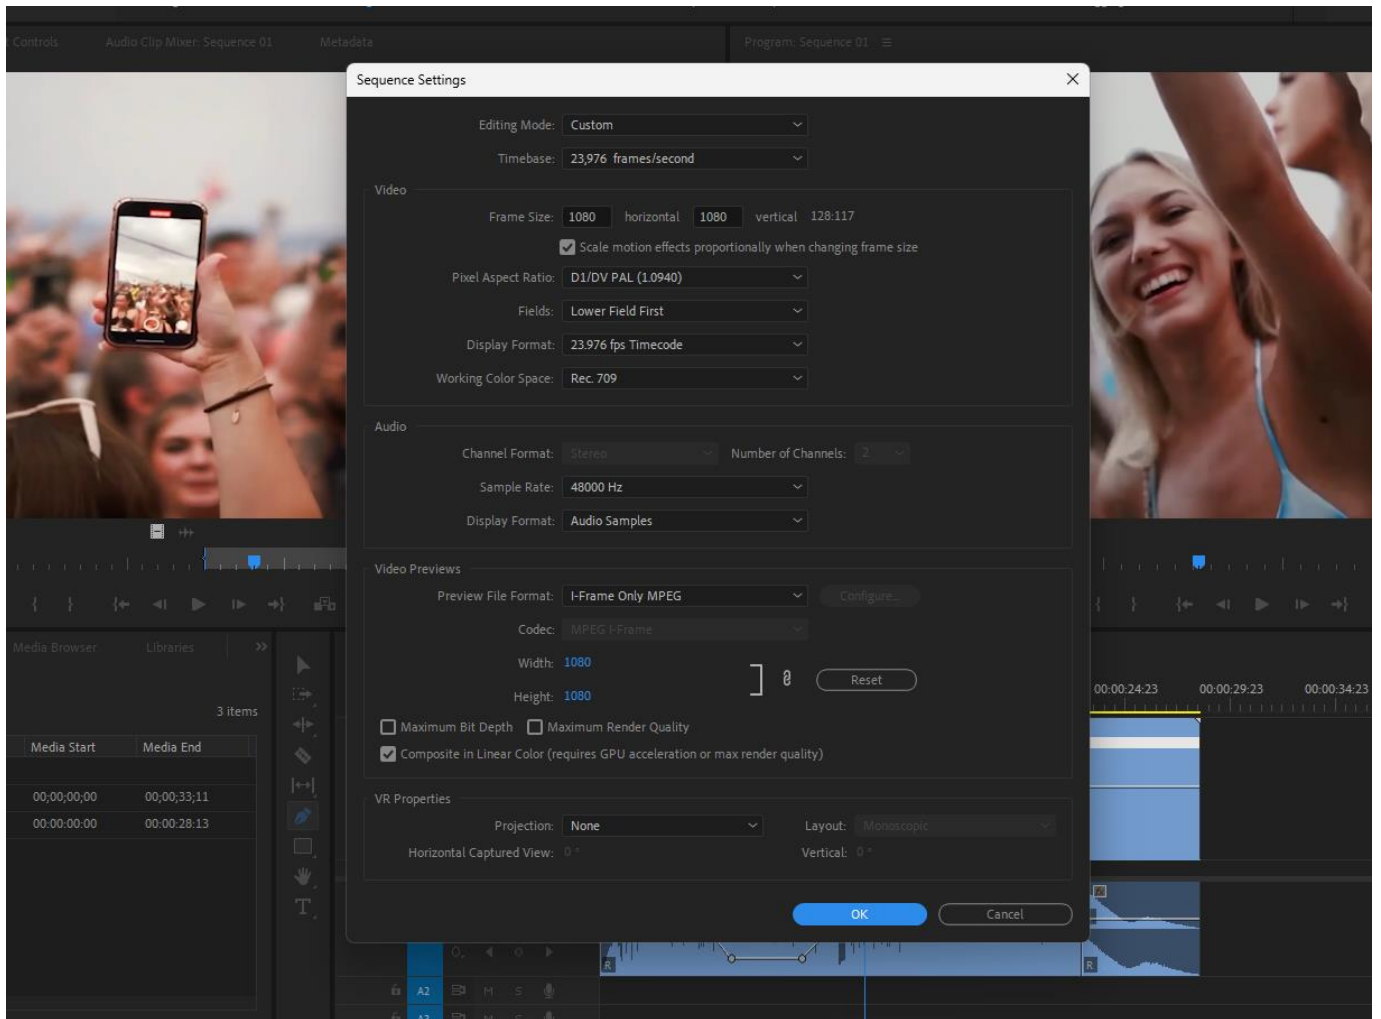 Controls
Audio Clip Mixer: Sequence 01
Metadata
Program: Sequence 01
Sequence Settings
Editing Mode: Custom
Timebase: 23,976 frames/second
Video
Frame Size: 1080 horizontal 1080 vertical 128:117
Scale motion effects proportionally when changing frame size
Pixel Aspect Ratio: D1/DV PAL (1.0940)
Fields: Lower Field First
Display Format: 23.976 fps Timecode
Working Color Space: Rec. 709
Audio
Channel Format: Stereo Number of Channels: 2
Sample Rate: 48000 Hz
Display Format: Audio Samples
Video Previews
Preview File Format: I-Frame Only MPEG Configure...
Codec: MPEG I-Frame
Width: 1080
Height: 1080
Reset
Maximum Bit Depth Maximum Render Quality
Composite in Linear Color (requires GPU acceleration or max render quality)
VR Properties
Projection: None Layout: Monoscopic
Horizontal Captured View: 0 ° Vertical: 0 °
OK Cancel
Media Browser Libraries
3 items
Media Start Media End
00;00;00;00 00;00;33;11
00:00:00:00 00:00:28:13
00:00:24:23 00:00:29:23 00:00:34:23
fx
R R
A2 M S